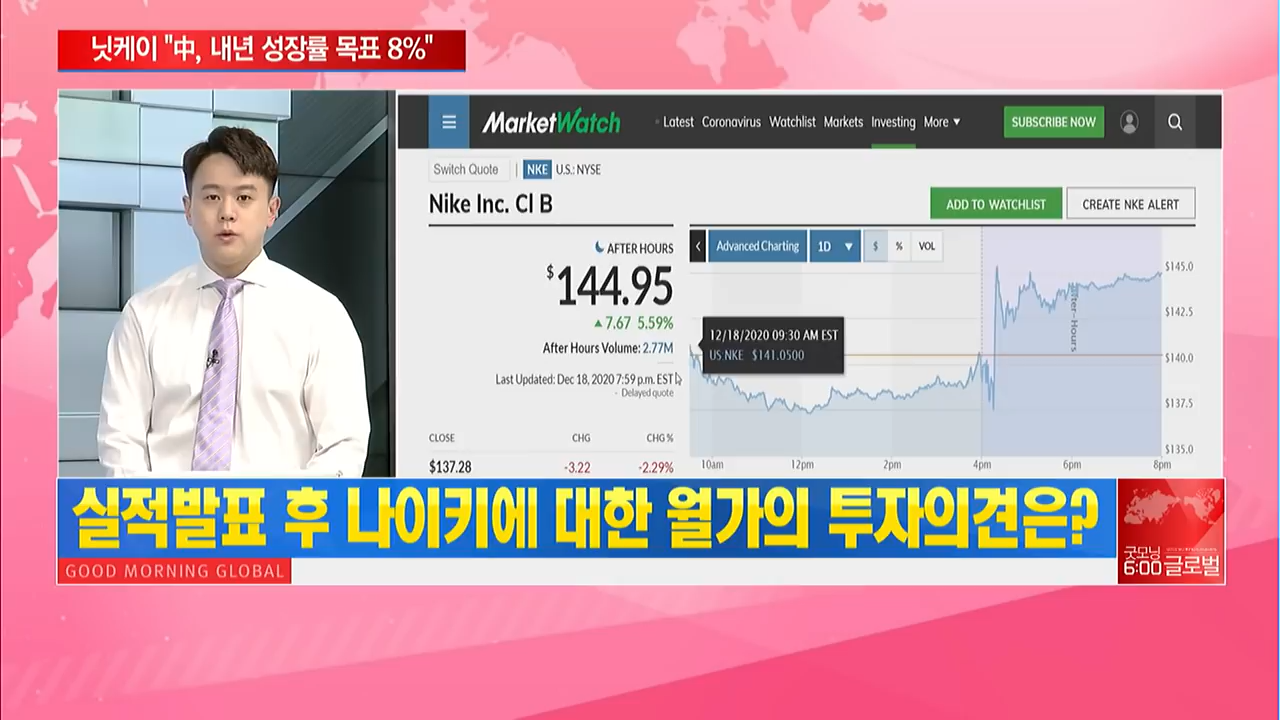 닛케이 "中, 내년 성장률 목표 8%"
MarketWatch
Latest Coronavirus Watchlist Markets Investing More
SUBSCRIBE NOW
Switch Quote | NKE U.S.: NYSE
Nike Inc. Cl B
ADD TO WATCHLIST
CREATE NKE ALERT
AFTER HOURS
$144.95
▲7.67 5.59%
After Hours Volume: 2.77M
Last Updated: Dec 18, 2020 7:59 p.m. EST
- Delayed quote
CLOSE CHG CHG %
$137.28 -3.22 -2.29%
Advanced Charting 1D $ % VOL
12/18/2020 09:30 AM EST
US:NKE $141.0500
After-Hours
$145.0
$142.5
$140.0
$137.5
$135.0
10am 12pm 2pm 4pm 6pm 8pm
실적발표 후 나이키에 대한 월가의 투자의견은?
GOOD MORNING GLOBAL
굿모닝
6:00 글로벌